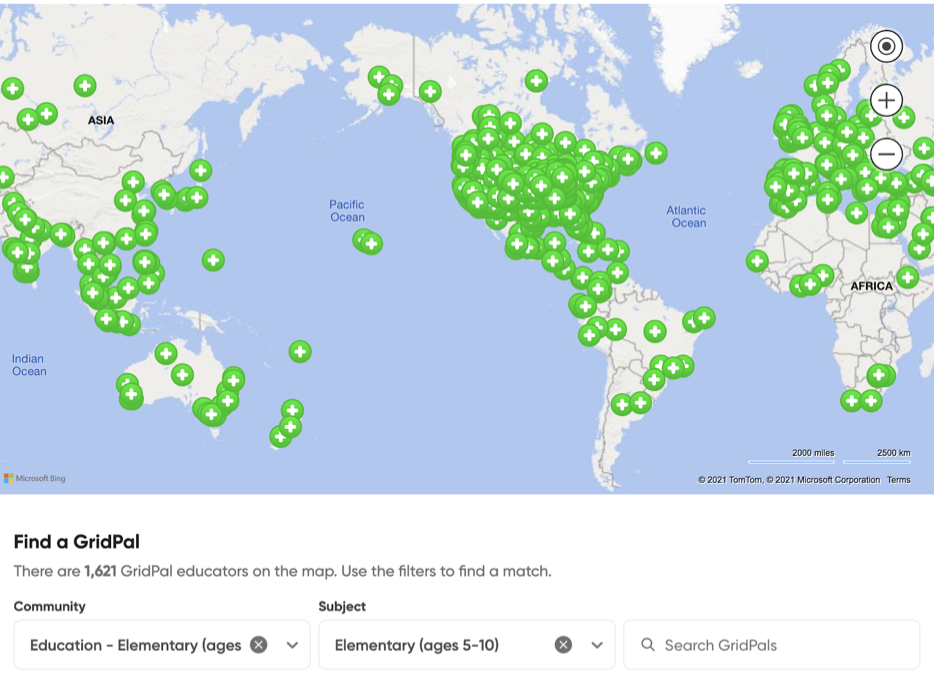 ASIA
Pacific
Ocean
Atlantic
Ocean
AFRICA
Indian
Ocean
2000 miles
2500 km
Microsoft Bing
© 2021 TomTom, © 2021 Microsoft Corporation Terms
Find a GridPal
There are 1,621 GridPal educators on the map. Use the filters to find a match.
Community
Subject
Education - Elementary (ages
Elementary (ages 5-10)
Search GridPals